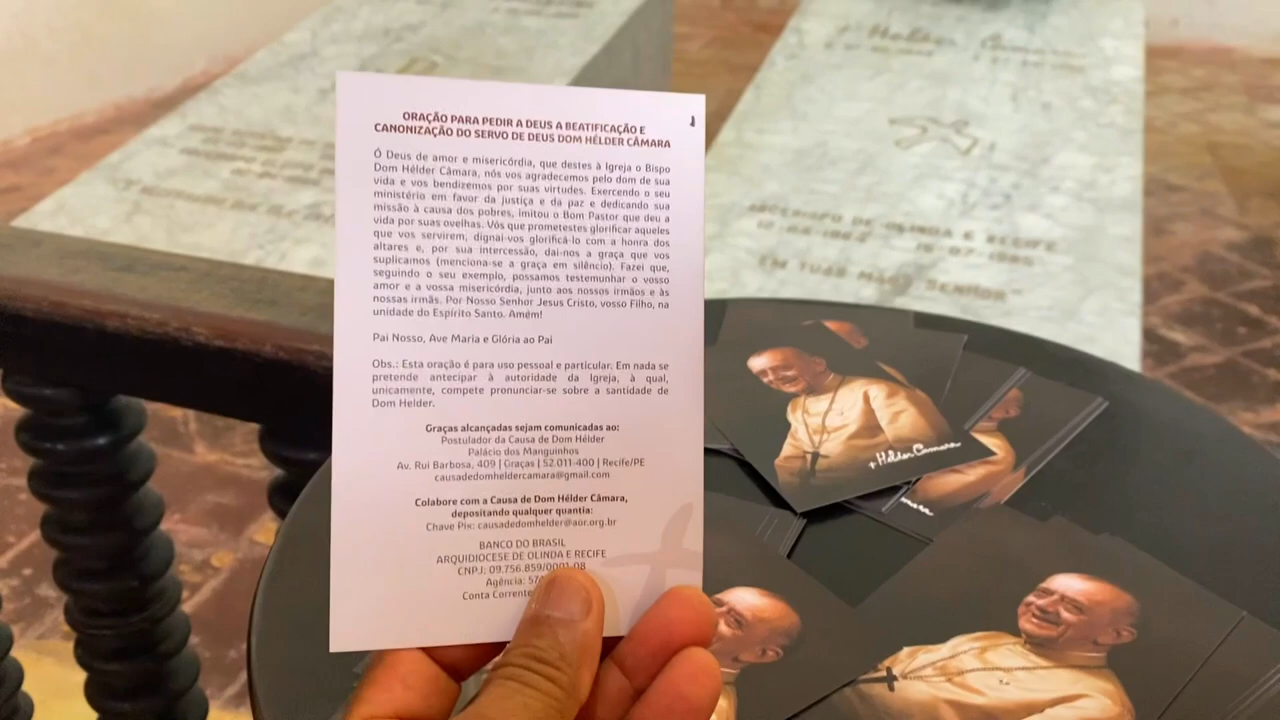 ORAÇÃO PARA PEDIR A DEUS A BEATIFICAÇÃO E
CANONIZAÇÃO DO SERVO DE DEUS DOM HÉLDER CÂMARA
Ó Deus de amor e misericórdia, que destes à Igreja o Bispo
Dom Hélder Câmara, nós vos agradecemos pelo dom de sua
vida e vos bendizemos por suas virtudes. Exercendo o seu
ministério em favor da justiça e da paz e dedicando sua
missão à causa dos pobres, imitou o Bom Pastor que deu a
vida por suas ovelhas. Vós que prometestes glorificar aqueles
que vos servirem, dignai-vos glorificá-lo com a honra dos
altares e, por sua intercessão, dai-nos a graça que vos
suplicamos (menciona-se a graça em silêncio). Fazei que,
seguindo o seu exemplo, possamos testemunhar o vosso
amor e a vossa misericórdia, junto aos nossos irmãos e às
nossas irmãs. Por Nosso Senhor Jesus Cristo, vosso Filho, na
unidade do Espírito Santo. Amém!
Pai Nosso, Ave Maria e Glória ao Pai
Obs.: Esta oração é para uso pessoal e particular. Em nada se
pretende antecipar à autoridade da Igreja, à qual,
unicamente, compete pronunciar-se sobre a santidade de
Dom Helder.
Graças alcançadas sejam comunicadas ao:
Postulador da Causa de Dom Hélder
Palácio dos Manguinhos
Av. Rui Barbosa, 409 | Graças | 52.011-400 | Recife/PE
causadedomheldercamara@gmail.com
Colabore com a Causa de Dom Hélder Câmara,
depositando qualquer quantia:
Chave Pix: causadedomhelder@aor.org.br
BANCO DO BRASIL
ARQUIDIOCESE DE OLINDA E RECIFE
CNPJ: 09.756.859/0001-08
Agência: 57
Conta Corrente
+ Helder Camara
ARCEBISPO DE OLINDA E RECIFE
EM TUAS MÃOS SENHOR"
+Hélder Câmara